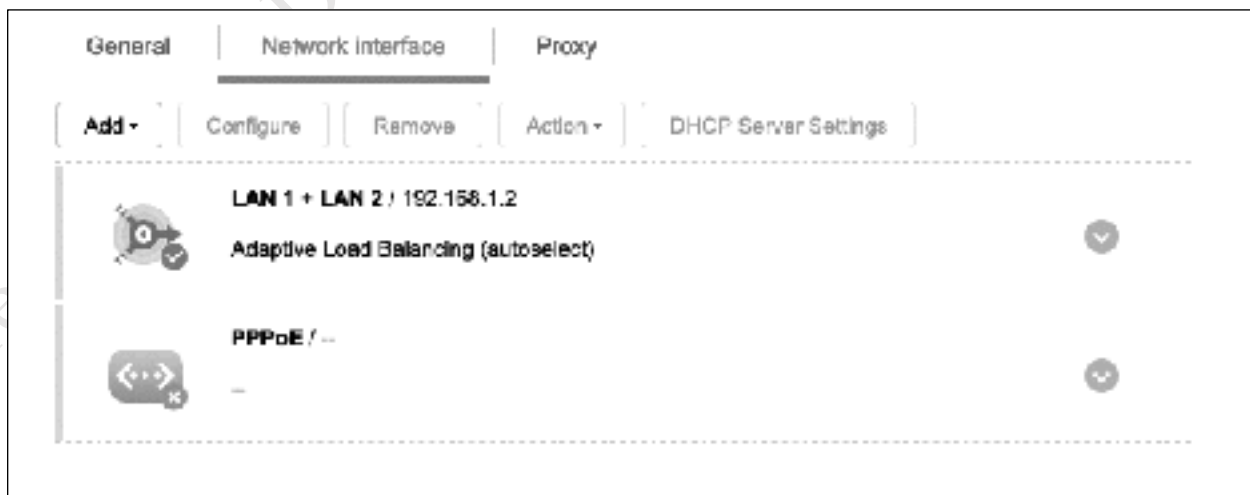 General Network interface Proxy
Add Configure Remove Action DHCP Server Settings
LAN 1 + LAN 2 / 192.168.1.2
Adaptive Load Balancing (autoselect)
PPPoE / --
--